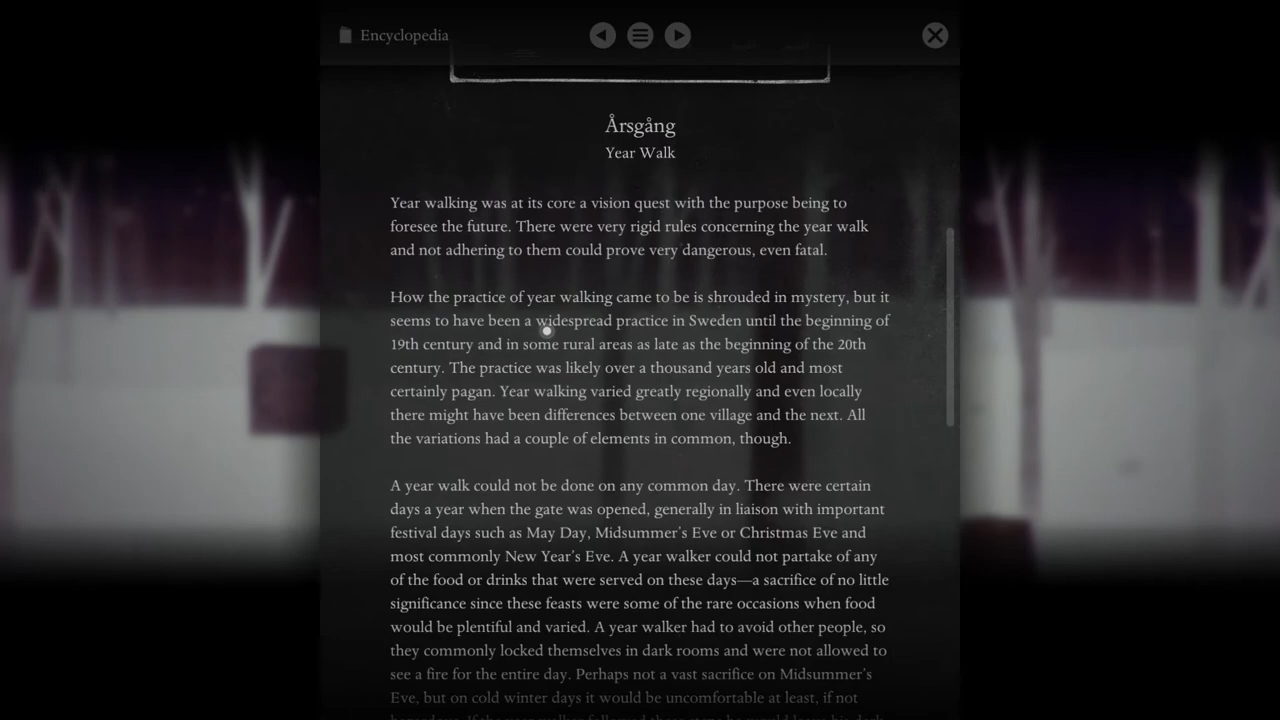 Encyclopedia
Årsgång
Year Walk
Year walking was at its core a vision quest with the purpose being to
foresee the future. There were very rigid rules concerning the year walk
and not adhering to them could prove very dangerous, even fatal.
How the practice of year walking came to be is shrouded in mystery, but it
seems to have been a widespread practice in Sweden until the beginning of
19th century and in some rural areas as late as the beginning of the 20th
century. The practice was likely over a thousand years old and most
certainly pagan. Year walking varied greatly regionally and even locally
there might have been differences between one village and the next. All
the variations had a couple of elements in common, though.
A year walk could not be done on any common day. There were certain
days a year when the gate was opened, generally in liaison with important
festival days such as May Day, Midsummer's Eve or Christmas Eve and
most commonly New Year's Eve. A year walker could not partake of any
of the food or drinks that were served on these days—a sacrifice of no little
significance since these feasts were some of the rare occasions when food
would be plentiful and varied. A year walker had to avoid other people, so
they commonly locked themselves in dark rooms and were not allowed to
see a fire for the entire day. Perhaps not a vast sacrifice on Midsummer's
Eve, but on cold winter days it would be uncomfortable at least, if not